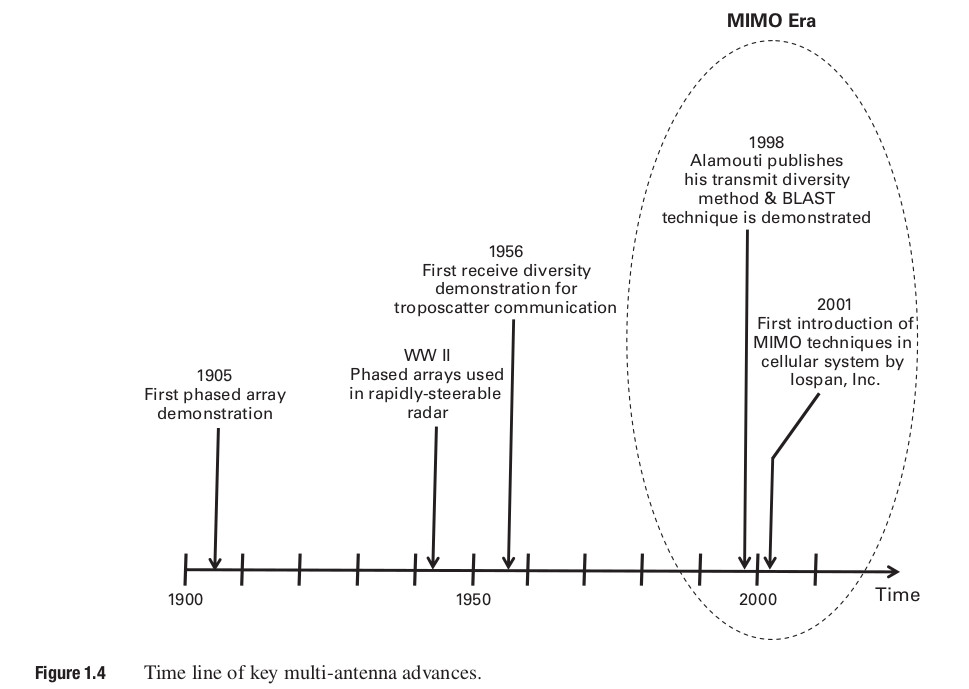 MIMO Era
1998
Alamouti publishes
his transmit diversity
method & BLAST
technique is demonstrated
1956
First receive diversity
demonstration for
troposcatter communication
2001
First introduction of
MIMO techniques in
cellular system by
Iospan, Inc.
WW II
Phased arrays used
in rapidly-steerable
radar
1905
First phased array
demonstration
1900
1950
2000
Time
Figure 1.4 Time line of key multi-antenna advances.